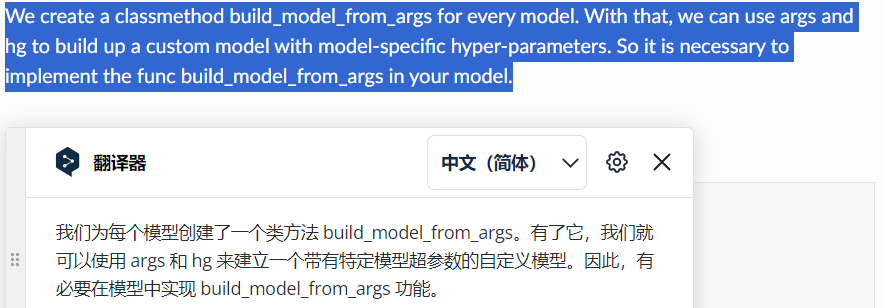 We create a classmethod build_model_from_args for every model. With that, we can use args and
hg to build up a custom model with model-specific hyper-parameters. So it is necessary to
implement the func build_model_from_args in your model.
翻译器
中文（简体）
我们为每个模型创建了一个类方法 build_model_from_args。有了它，我们就
可以使用 args 和 hg 来建立一个带有特定模型超参数的自定义模型。因此，有
必要在模型中实现 build_model_from_args 功能。